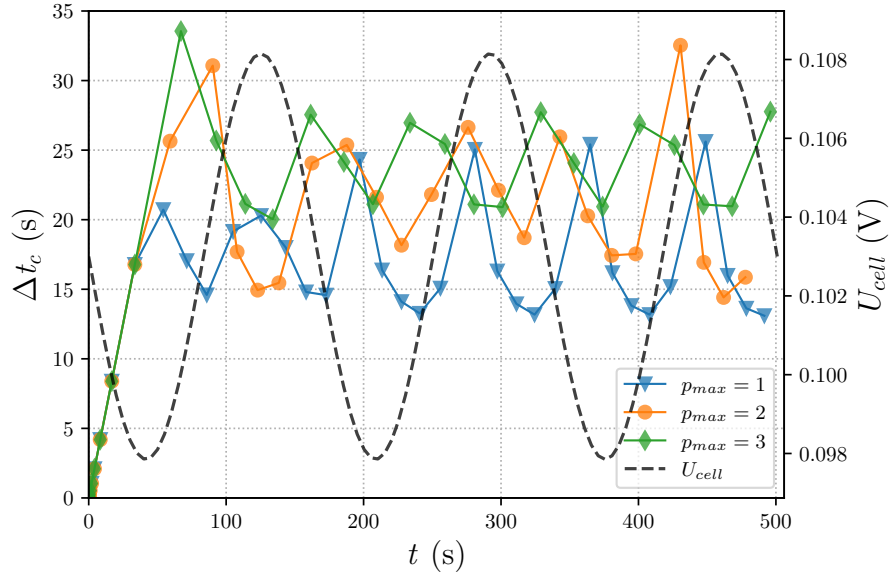 35
30
25
20
15
10
5
0
Δt_c (s)
0 100 200 300 400 500
t (s)
0.108
0.106
0.104
0.102
0.100
0.098
U_cell (V)
p_max = 1
p_max = 2
p_max = 3
U_cell